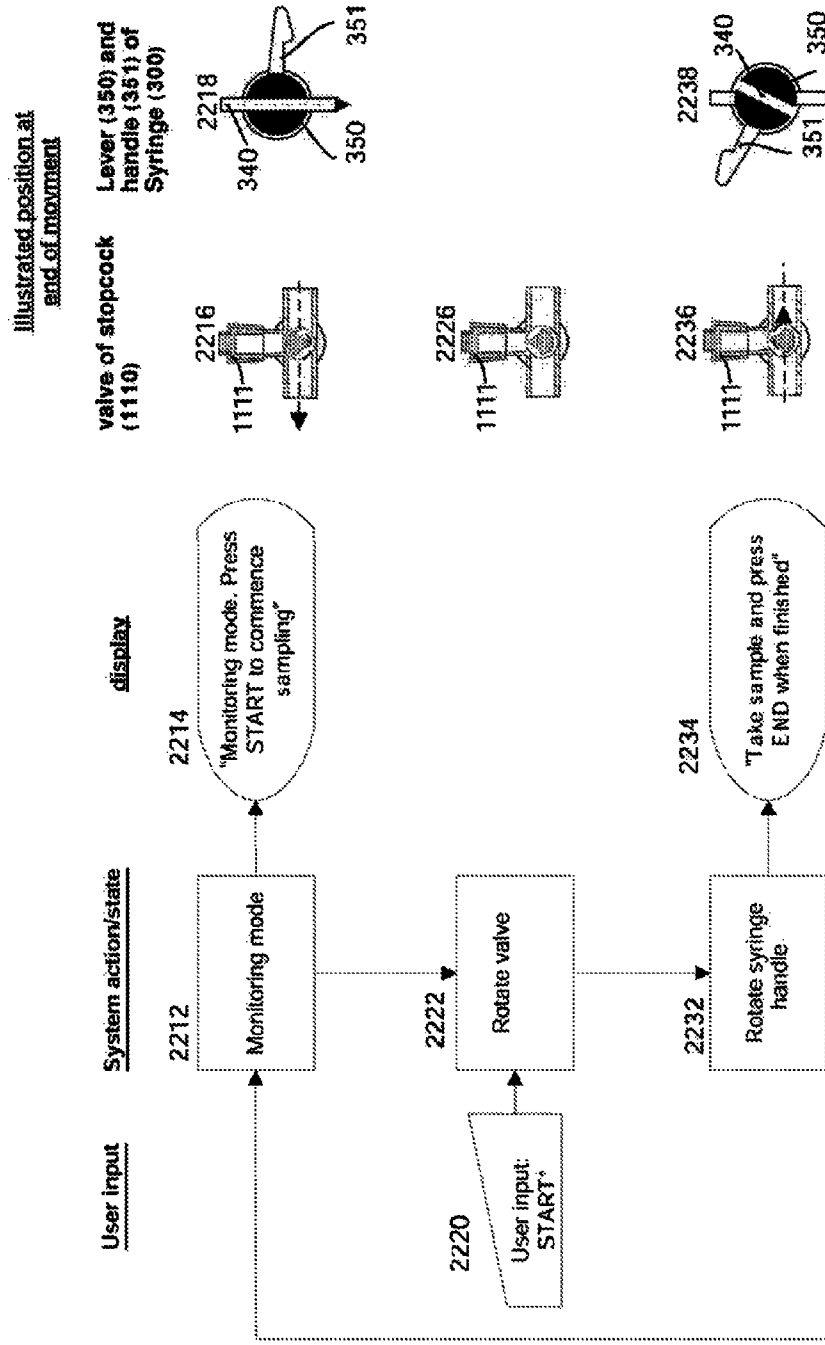 Illustrated position at
end of movment
User input
System action/state
display
valve of stopcock
(1110)
Lever (350) and
handle (351) of
Syringe (300)
2212
Monitoring mode
2214
"Monitoring mode. Press
START to commence
sampling"
2216
1111
2218
340
350
351
2220
User input:
START"
2222
Rotate valve
2226
1111
2232
Rotate syringe
handle
2234
"Take sample and press
END when finished"
2236
1111
2238
340
351
350